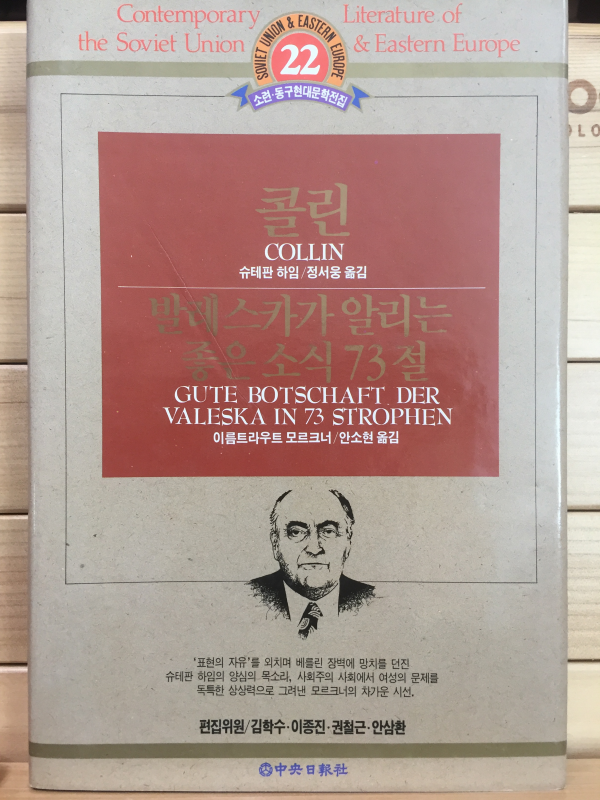 Contemporary Literature of
the Soviet Union & Eastern Europe
SOVIET UNION & EASTERN EUROPE
22
소련·동구현대문학전집
콜린
COLLIN
슈테판 하임/정서웅 옮김
발레스카가 알리는
좋은 소식 73절
GUTE BOTSCHAFT DER
VALESKA IN 73 STROPHEN
이름트라우트 모르크너/안소현 옮김
'표현의 자유'를 외치며 베를린 장벽에 망치를 던진
슈테판 하임의 양심의 목소리, 사회주의 사회에서 여성의 문제를
독특한 상상력으로 그려낸 모르크너의 차가운 시선.
편집위원/김학수·이종진·권철근·안삼환
中央日報社